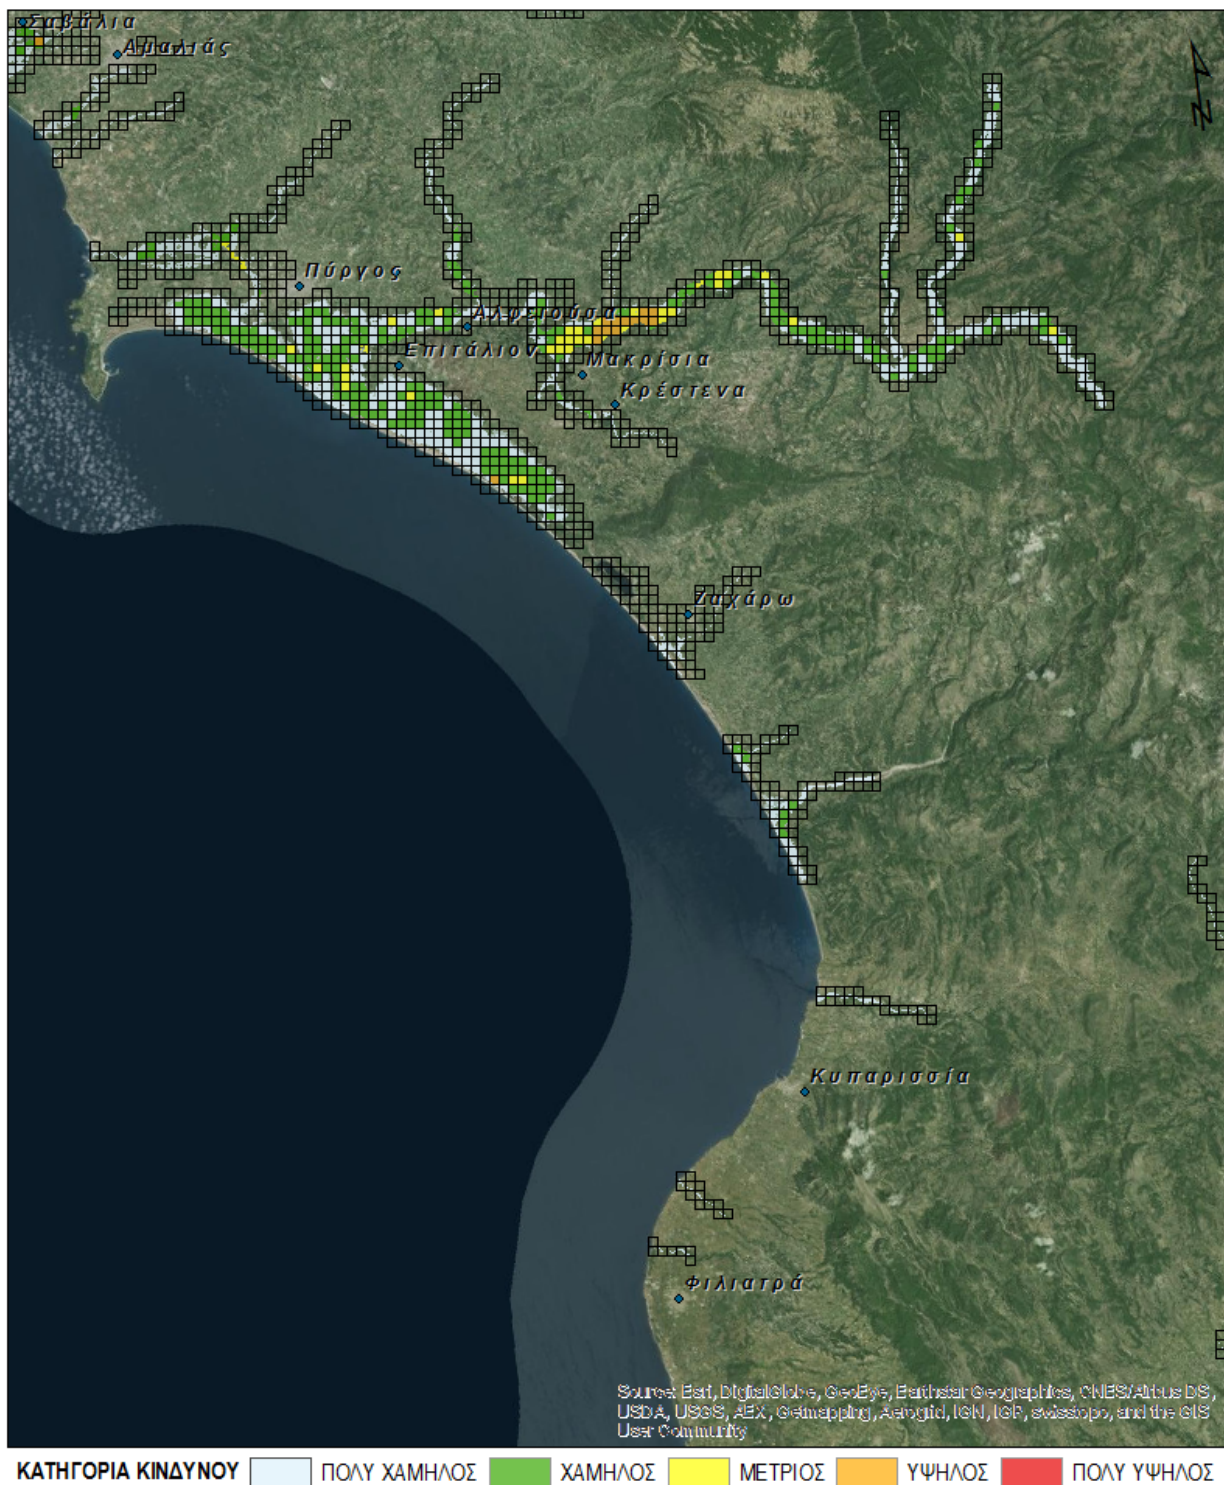 Σαβάλια
Αμαλιάς
N
Πύργος
Αλφειούσα
Επιτάλιον
Μακρίσια
Κρέστενα
Ζαχάρω
Κυπαρισσία
Φιλιατρά
Source: Esri, DigitalGlobe, GeoEye, Earthstar Geographics, CNES/Airbus DS,
USDA, USGS, AEX, Getmapping, Aerogrid, IGN, IGP, swisstopo, and the GIS
User Community
ΚΑΤΗΓΟΡΙΑ ΚΙΝΔΥΝΟΥ ΠΟΛΥ ΧΑΜΗΛΟΣ ΧΑΜΗΛΟΣ ΜΕΤΡΙΟΣ ΥΨΗΛΟΣ ΠΟΛΥ ΥΨΗΛΟΣ